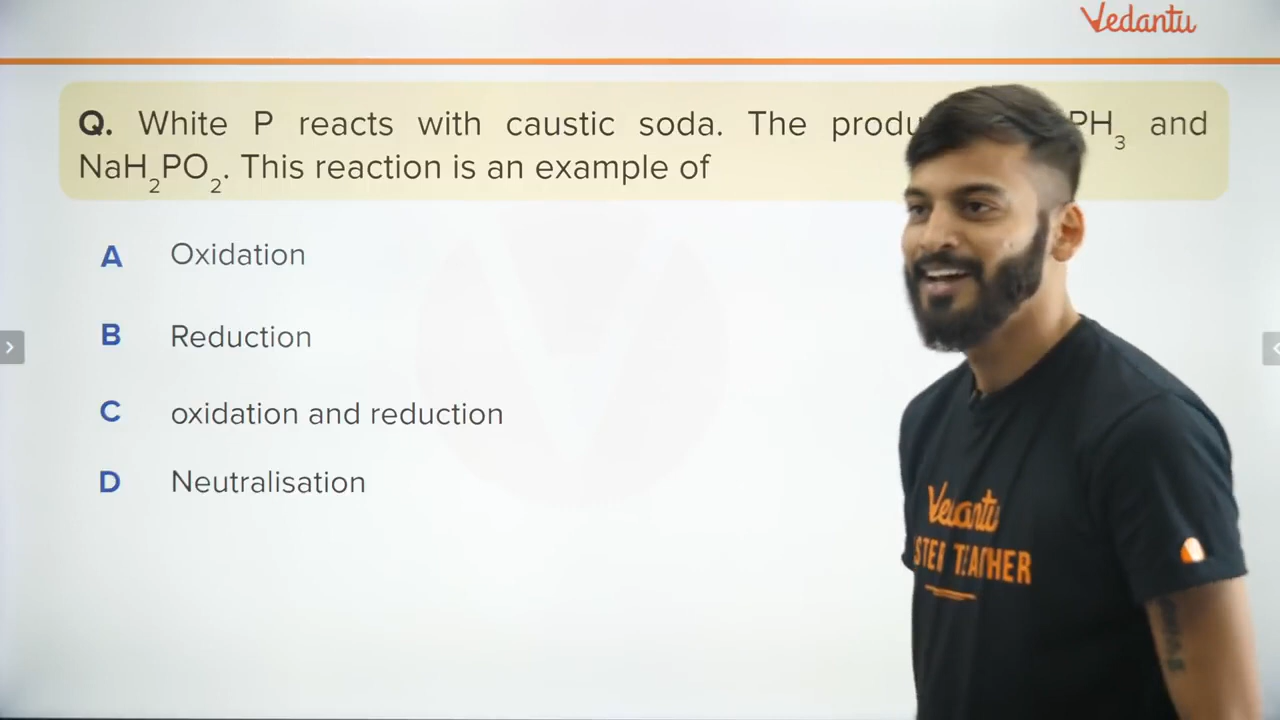 Vedantu
Q. White P reacts with caustic soda. The PH₃ and
NaH₂PO₂. This reaction is an example of
A Oxidation
B Reduction
C oxidation and reduction
D Neutralisation
Vedantu
TEACHER